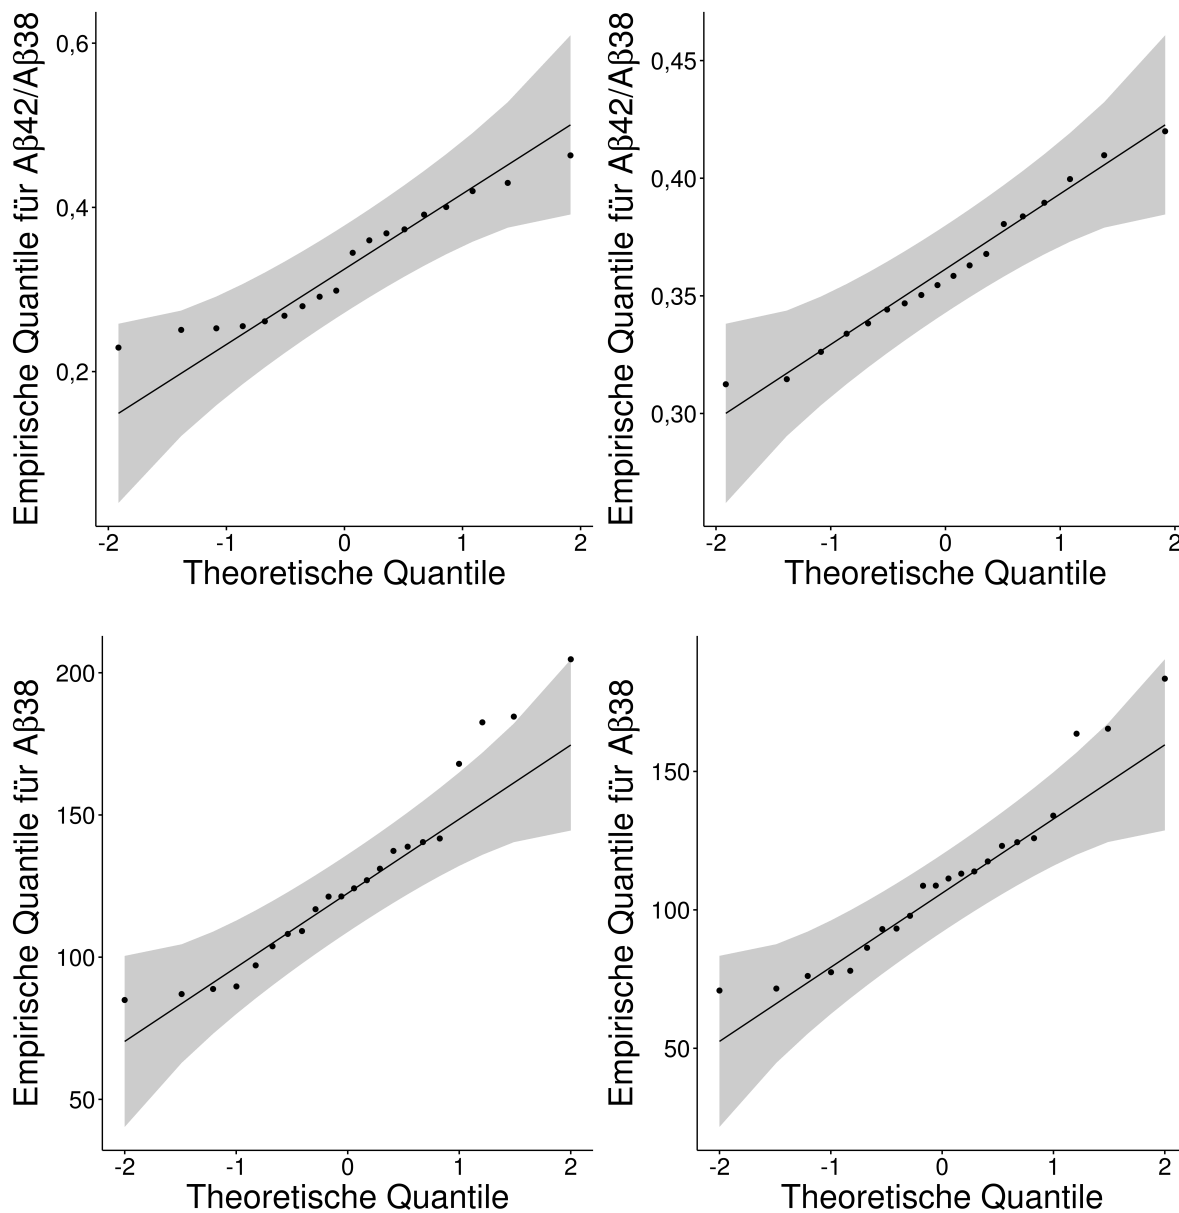 Empirische Quantile für Aβ42/Aβ38
0,6
0,4
0,2
-2 -1 0 1 2
Theoretische Quantile
Empirische Quantile für Aβ42/Aβ38
0,45
0,40
0,35
0,30
-2 -1 0 1 2
Theoretische Quantile
Empirische Quantile für Aβ38
200
150
100
50
-2 -1 0 1 2
Theoretische Quantile
Empirische Quantile für Aβ38
150
100
50
-2 -1 0 1 2
Theoretische Quantile